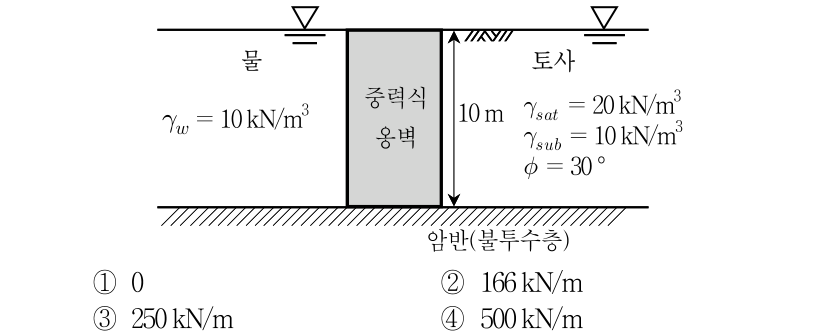 물
토사
중력식
옹벽
γw = 10 kN/m³
10 m
γsat = 20 kN/m³
γsub = 10 kN/m³
ϕ = 30°
암반(불투수층)
① 0
② 166 kN/m
③ 250 kN/m
④ 500 kN/m